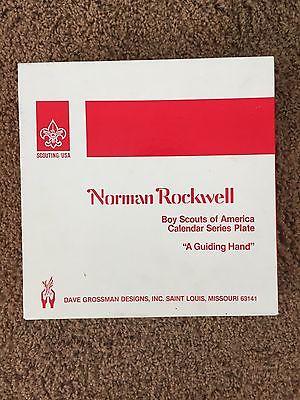 SCOUTING USA
Norman Rockwell
Boy Scouts of America
Calendar Series Plate
"A Guiding Hand"
DAVE GROSSMAN DESIGNS, INC. SAINT LOUIS, MISSOURI 63141